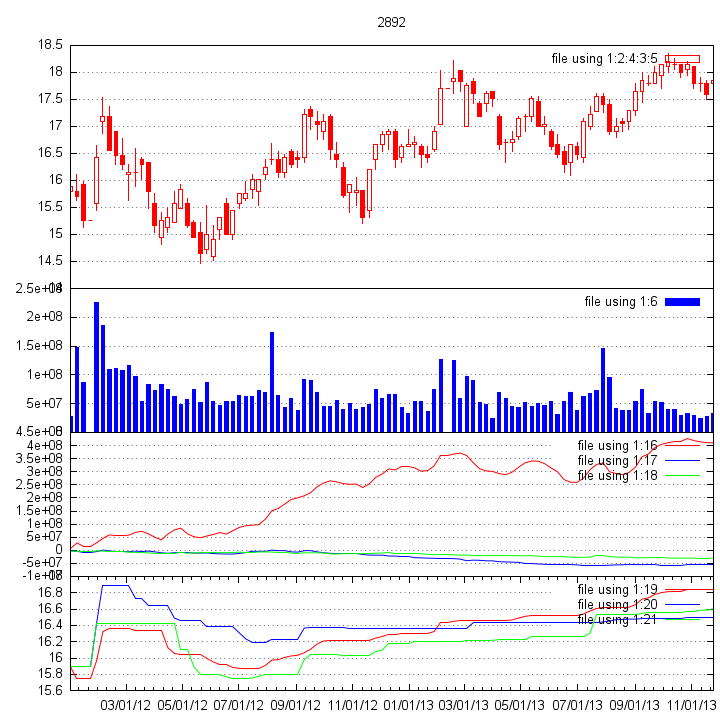 2892
18.5
file using 1:2:4:3:5
18
17.5
17
16.5
16
15.5
15
14.5
14
2.5e+08
file using 1:6
2e+08
1.5e+08
1e+08
5e+07
0
4.5e+08
file using 1:16
4e+08
file using 1:17
3.5e+08
file using 1:18
3e+08
2.5e+08
2e+08
1.5e+08
1e+08
5e+07
0
-5e+07
-1e+08
file using 1:19
16.8
file using 1:20
16.6
file using 1:21
16.4
16.2
16
15.8
15.6
03/01/12 05/01/12 07/01/12 09/01/12 11/01/12 01/01/13 03/01/13 05/01/13 07/01/13 09/01/13 11/01/13